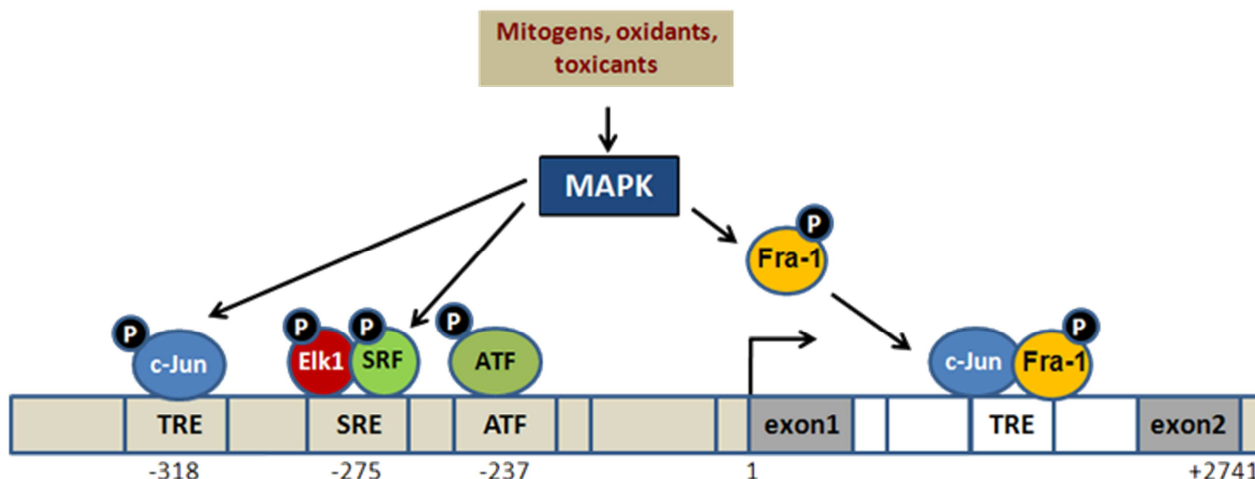 Mitogens, oxidants,
toxicants
MAPK
P
Fra-1
P P P P P
c-Jun Elk1 SRF ATF c-Jun Fra-1
TRE SRE ATF exon1 TRE exon2
-318 -275 -237 1 +2741